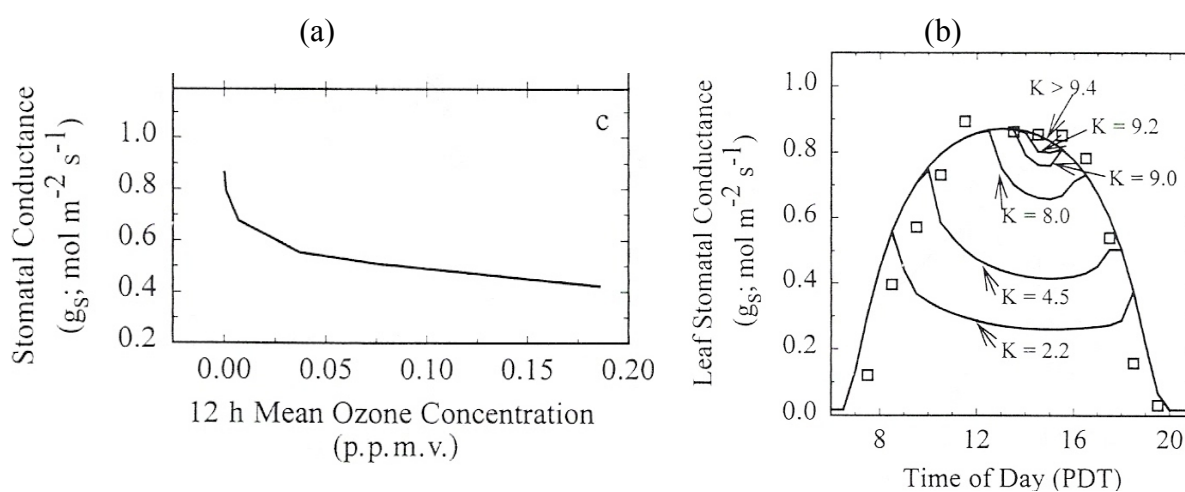 (a)
Stomatal Conductance
(gₛ; mol m⁻² s⁻¹)
1.0
0.8
0.6
0.4
0.2
c
0.00 0.05 0.10 0.15 0.20
12 h Mean Ozone Concentration
(p.p.m.v.)
(b)
Leaf Stomatal Conductance
(gₛ; mol m⁻² s⁻¹)
1.0
0.8
0.6
0.4
0.2
0.0
K > 9.4
K = 9.2
K = 9.0
K = 8.0
K = 4.5
K = 2.2
8 12 16 20
Time of Day (PDT)